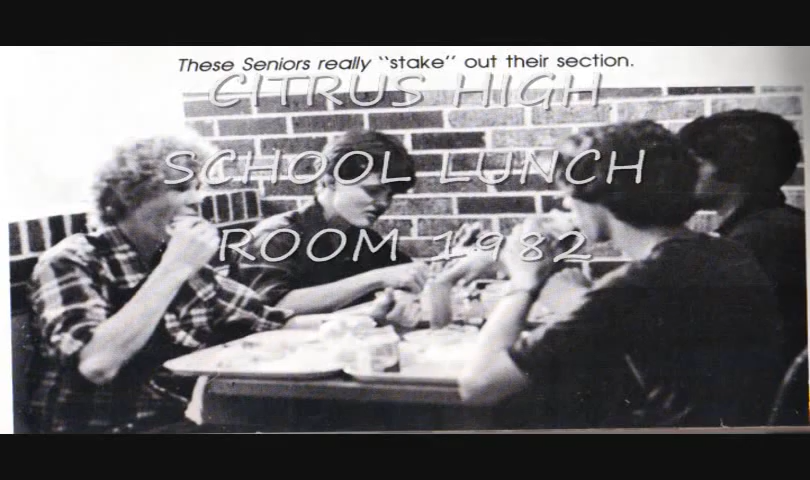 These Seniors really "stake" out their section.
CITRUS HIGH
SCHOOL LUNCH
ROOM 1982